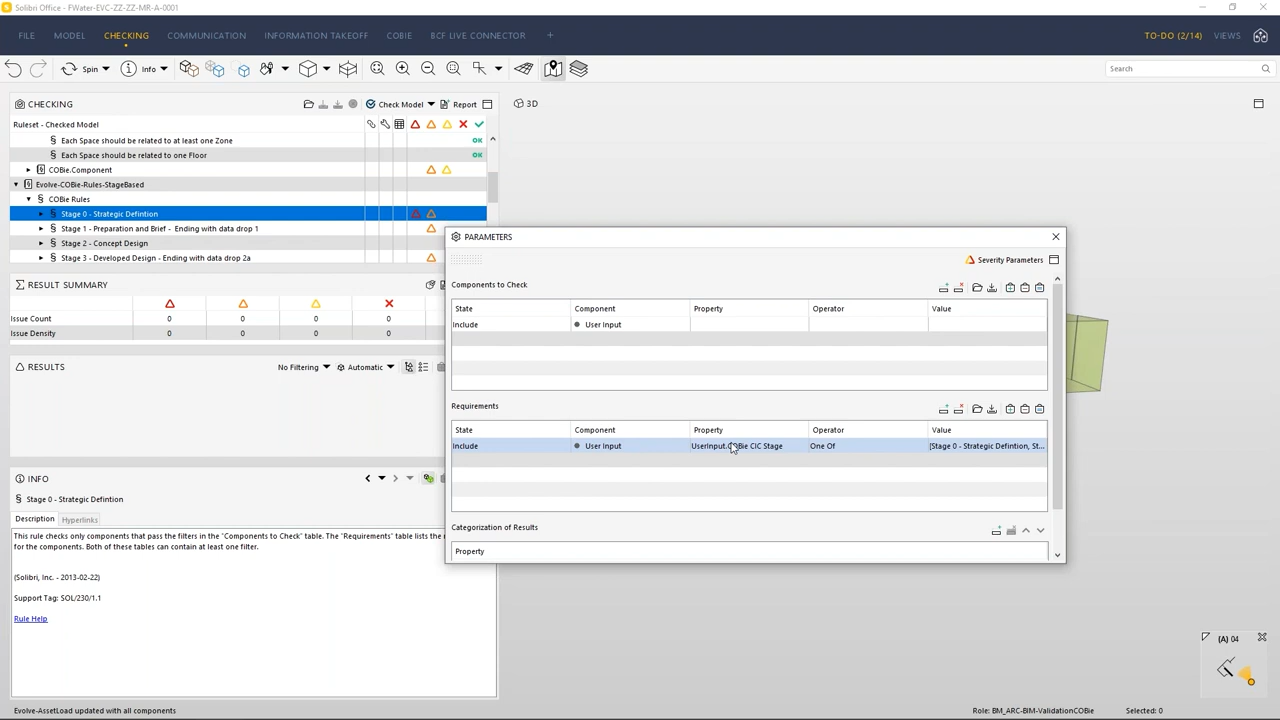 Solibri Office - FWater-EVC-ZZ-ZZ-MR-A-0001
FILE MODEL CHECKING COMMUNICATION INFORMATION TAKEOFF COBIE BCF LIVE CONNECTOR + TO-DO (2/14) VIEWS
Spin Info Search
CHECKING Check Model Report 3D
Ruleset - Checked Model
Each Space should be related to at least one Zone OK
Each Space should be related to one Floor OK
COBie.Component
Evolve-COBie-Rules-StageBased
COBie Rules
Stage 0 - Strategic Defintion
Stage 1 - Preparation and Brief - Ending with data drop 1
Stage 2 - Concept Design
Stage 3 - Developed Design - Ending with data drop 2a
RESULT SUMMARY
Issue Count 0 0 0 0
Issue Density 0 0 0 0
RESULTS No Filtering Automatic
INFO
§ Stage 0 - Strategic Defintion
Description Hyperlinks
This rule checks only components that pass the filters in the 'Components to Check' table. The 'Requirements' table lists the
for the components. Both of these tables can contain at least one filter.
(Solibri, Inc. - 2013-02-22)
Support Tag: SOL/230/1.1
Rule Help
PARAMETERS
Severity Parameters
Components to Check
State Component Property Operator Value
Include User Input
Requirements
State Component Property Operator Value
Include User Input UserInput.COBie CIC Stage One Of [Stage 0 - Strategic Defintion, St...
Categorization of Results
Property
(A) 04
Evolve-AssetLoad updated with all components Role: BM_ARC-BIM-ValidationCOBie Selected: 0